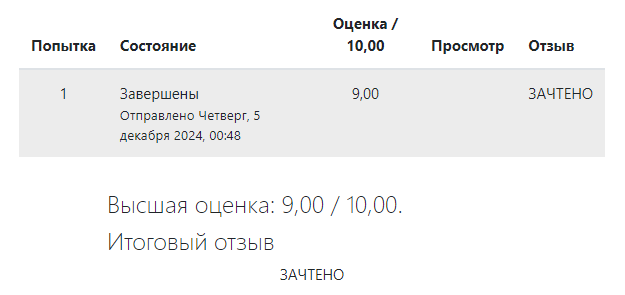 Оценка /
Попытка Состояние 10,00 Просмотр Отзыв
1 Завершены 9,00 ЗАЧТЕНО
Отправлено Четверг, 5
декабря 2024, 00:48
Высшая оценка: 9,00 / 10,00.
Итоговый отзыв
ЗАЧТЕНО